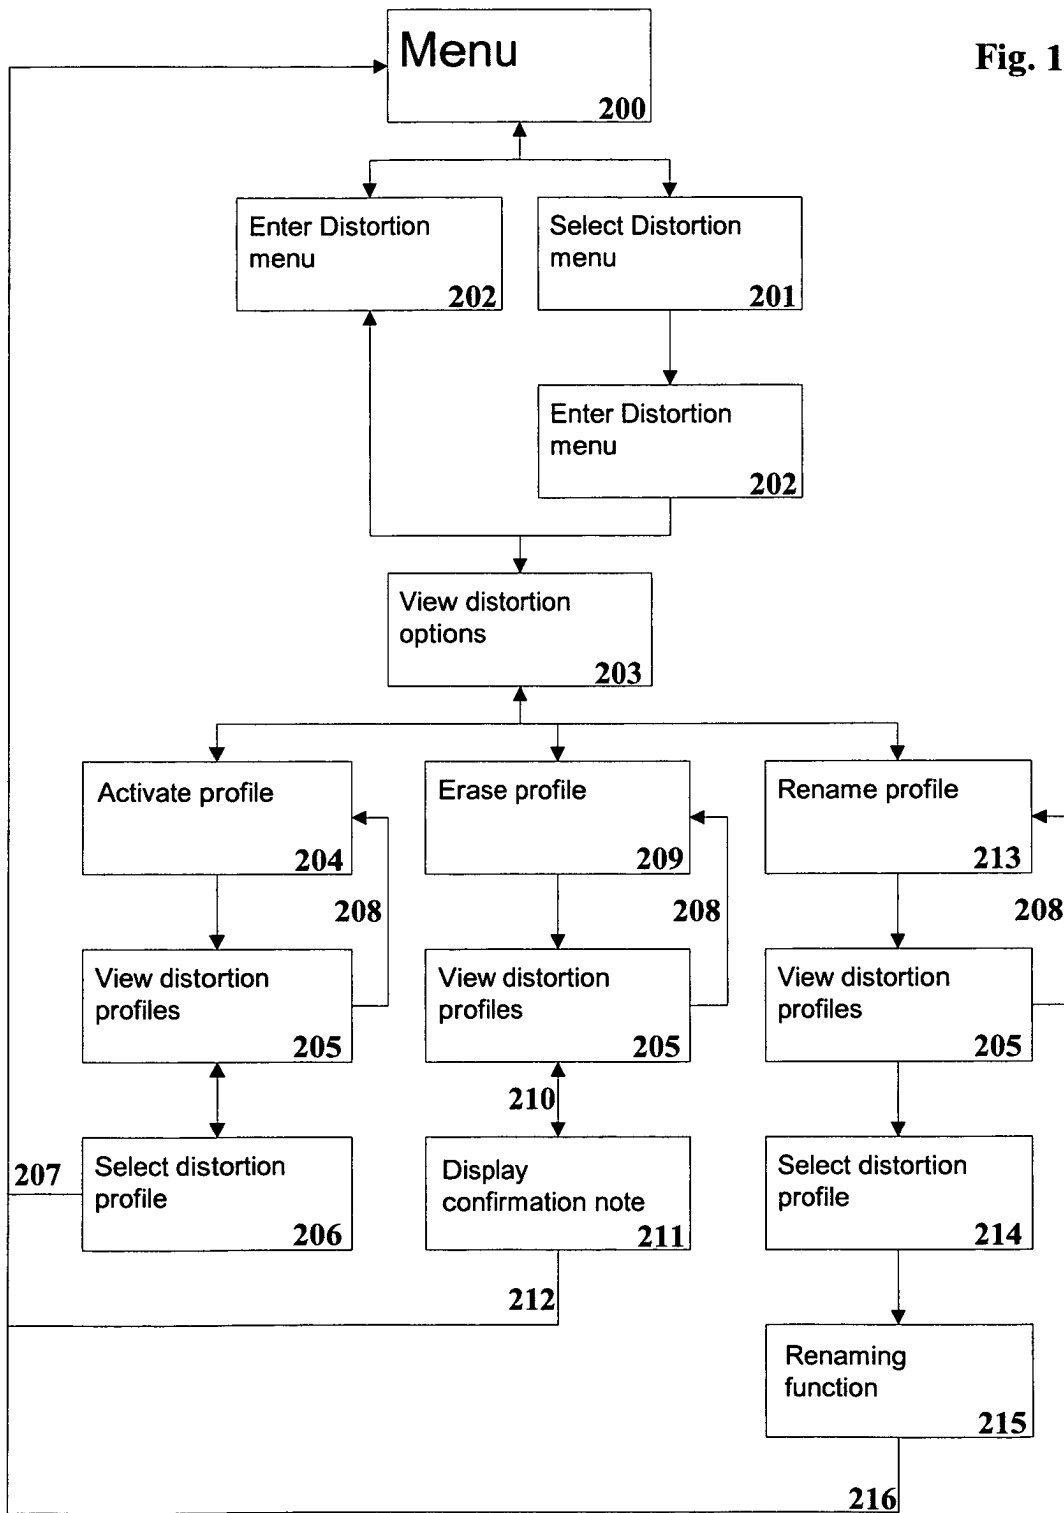 Menu
Fig. 1
200
Enter Distortion
menu
202
Select Distortion
menu
201
Enter Distortion
menu
202
View distortion
options
203
Activate profile
204
Erase profile
209
Rename profile
213
208
208
208
View distortion
profiles
205
View distortion
profiles
205
View distortion
profiles
205
210
207
Select distortion
profile
206
Display
confirmation note
211
Select distortion
profile
214
212
Renaming
function
215
216